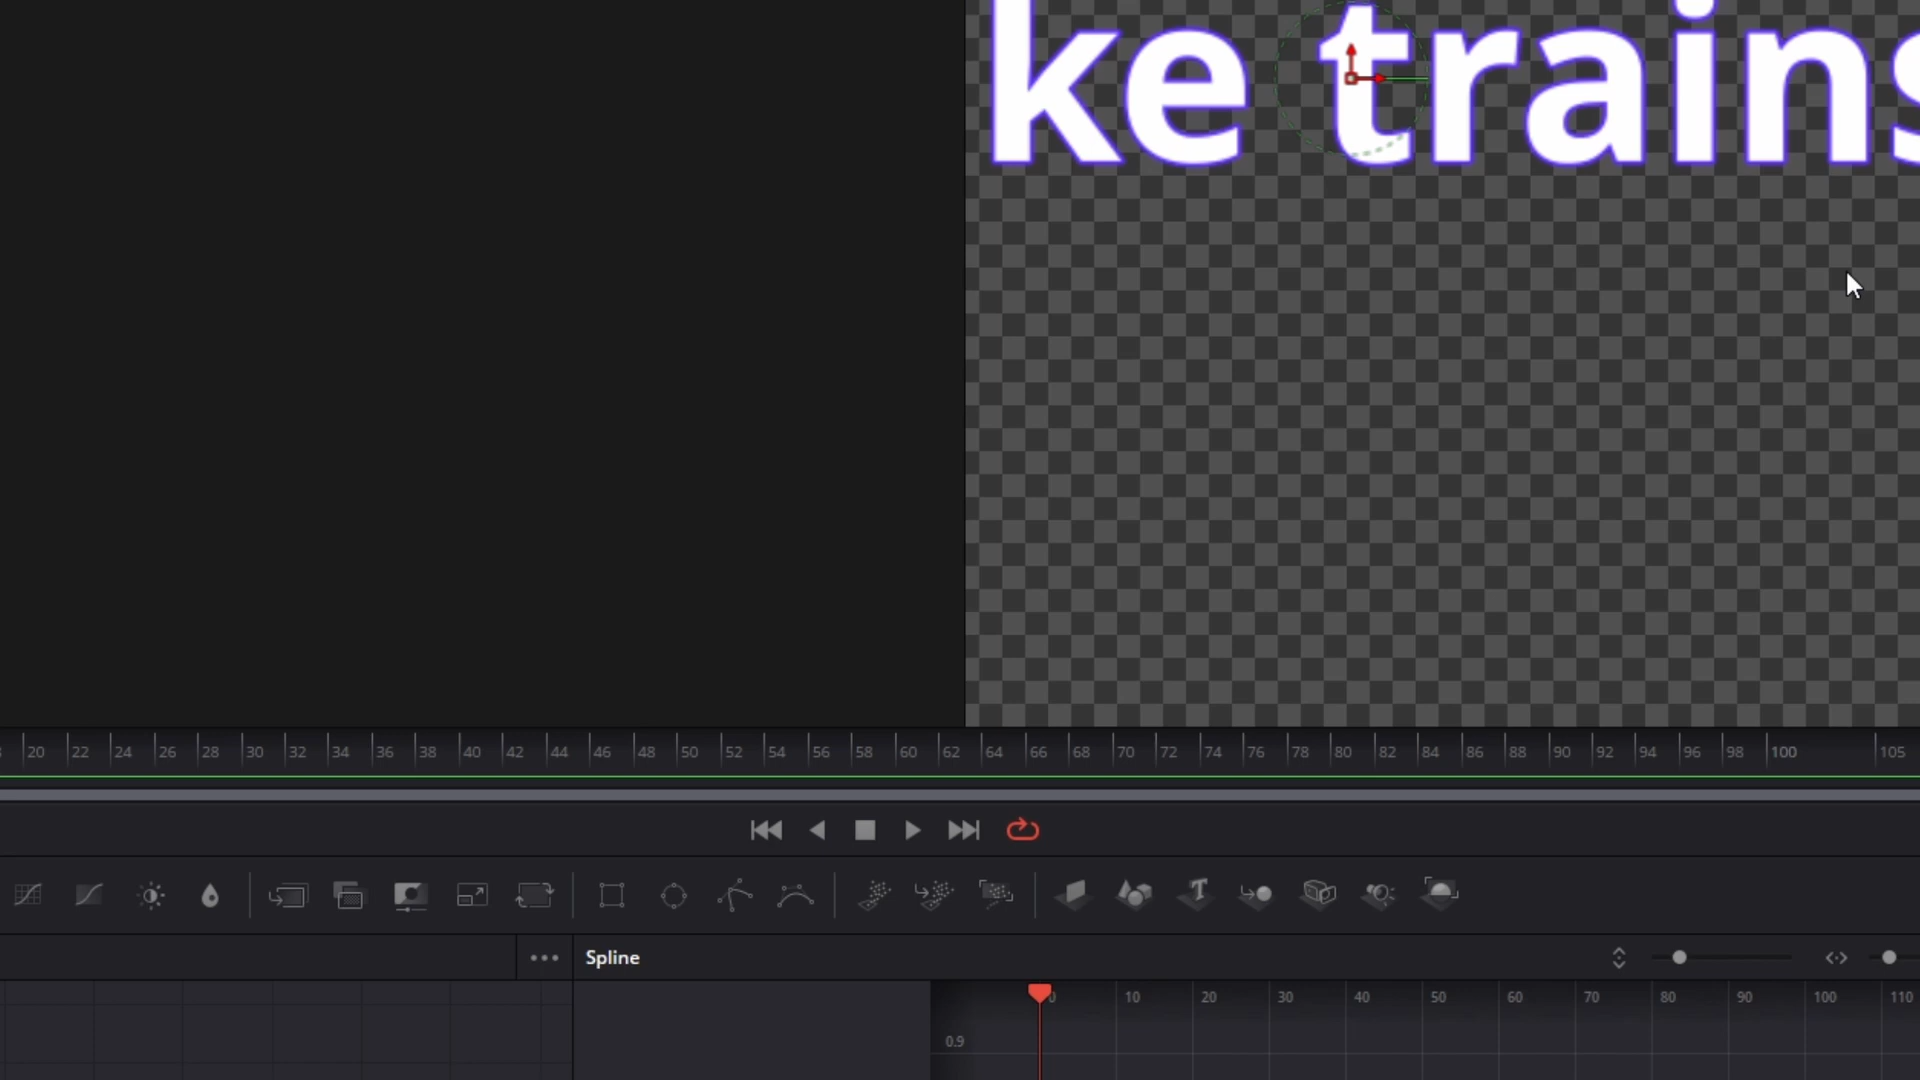 ke trains
20 22 24 26 28 30 32 34 36 38 40 42 44 46 48 50 52 54 56 58 60 62 64 66 68 70 72 74 76 78 80 82 84 86 88 90 92 94 96 98 100 105
Spline
0 10 20 30 40 50 60 70 80 90 100 110
0.9